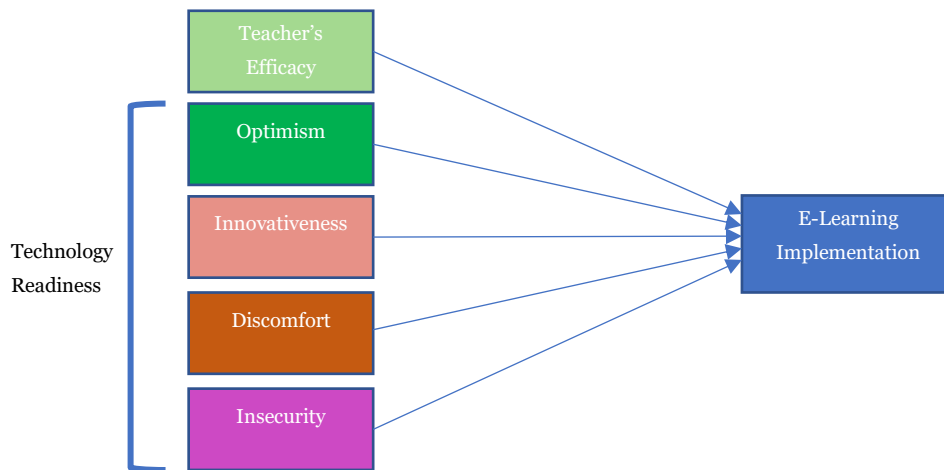 Teacher’s
Efficacy
Optimism
Innovativeness
Technology
Readiness
Discomfort
Insecurity
E-Learning
Implementation